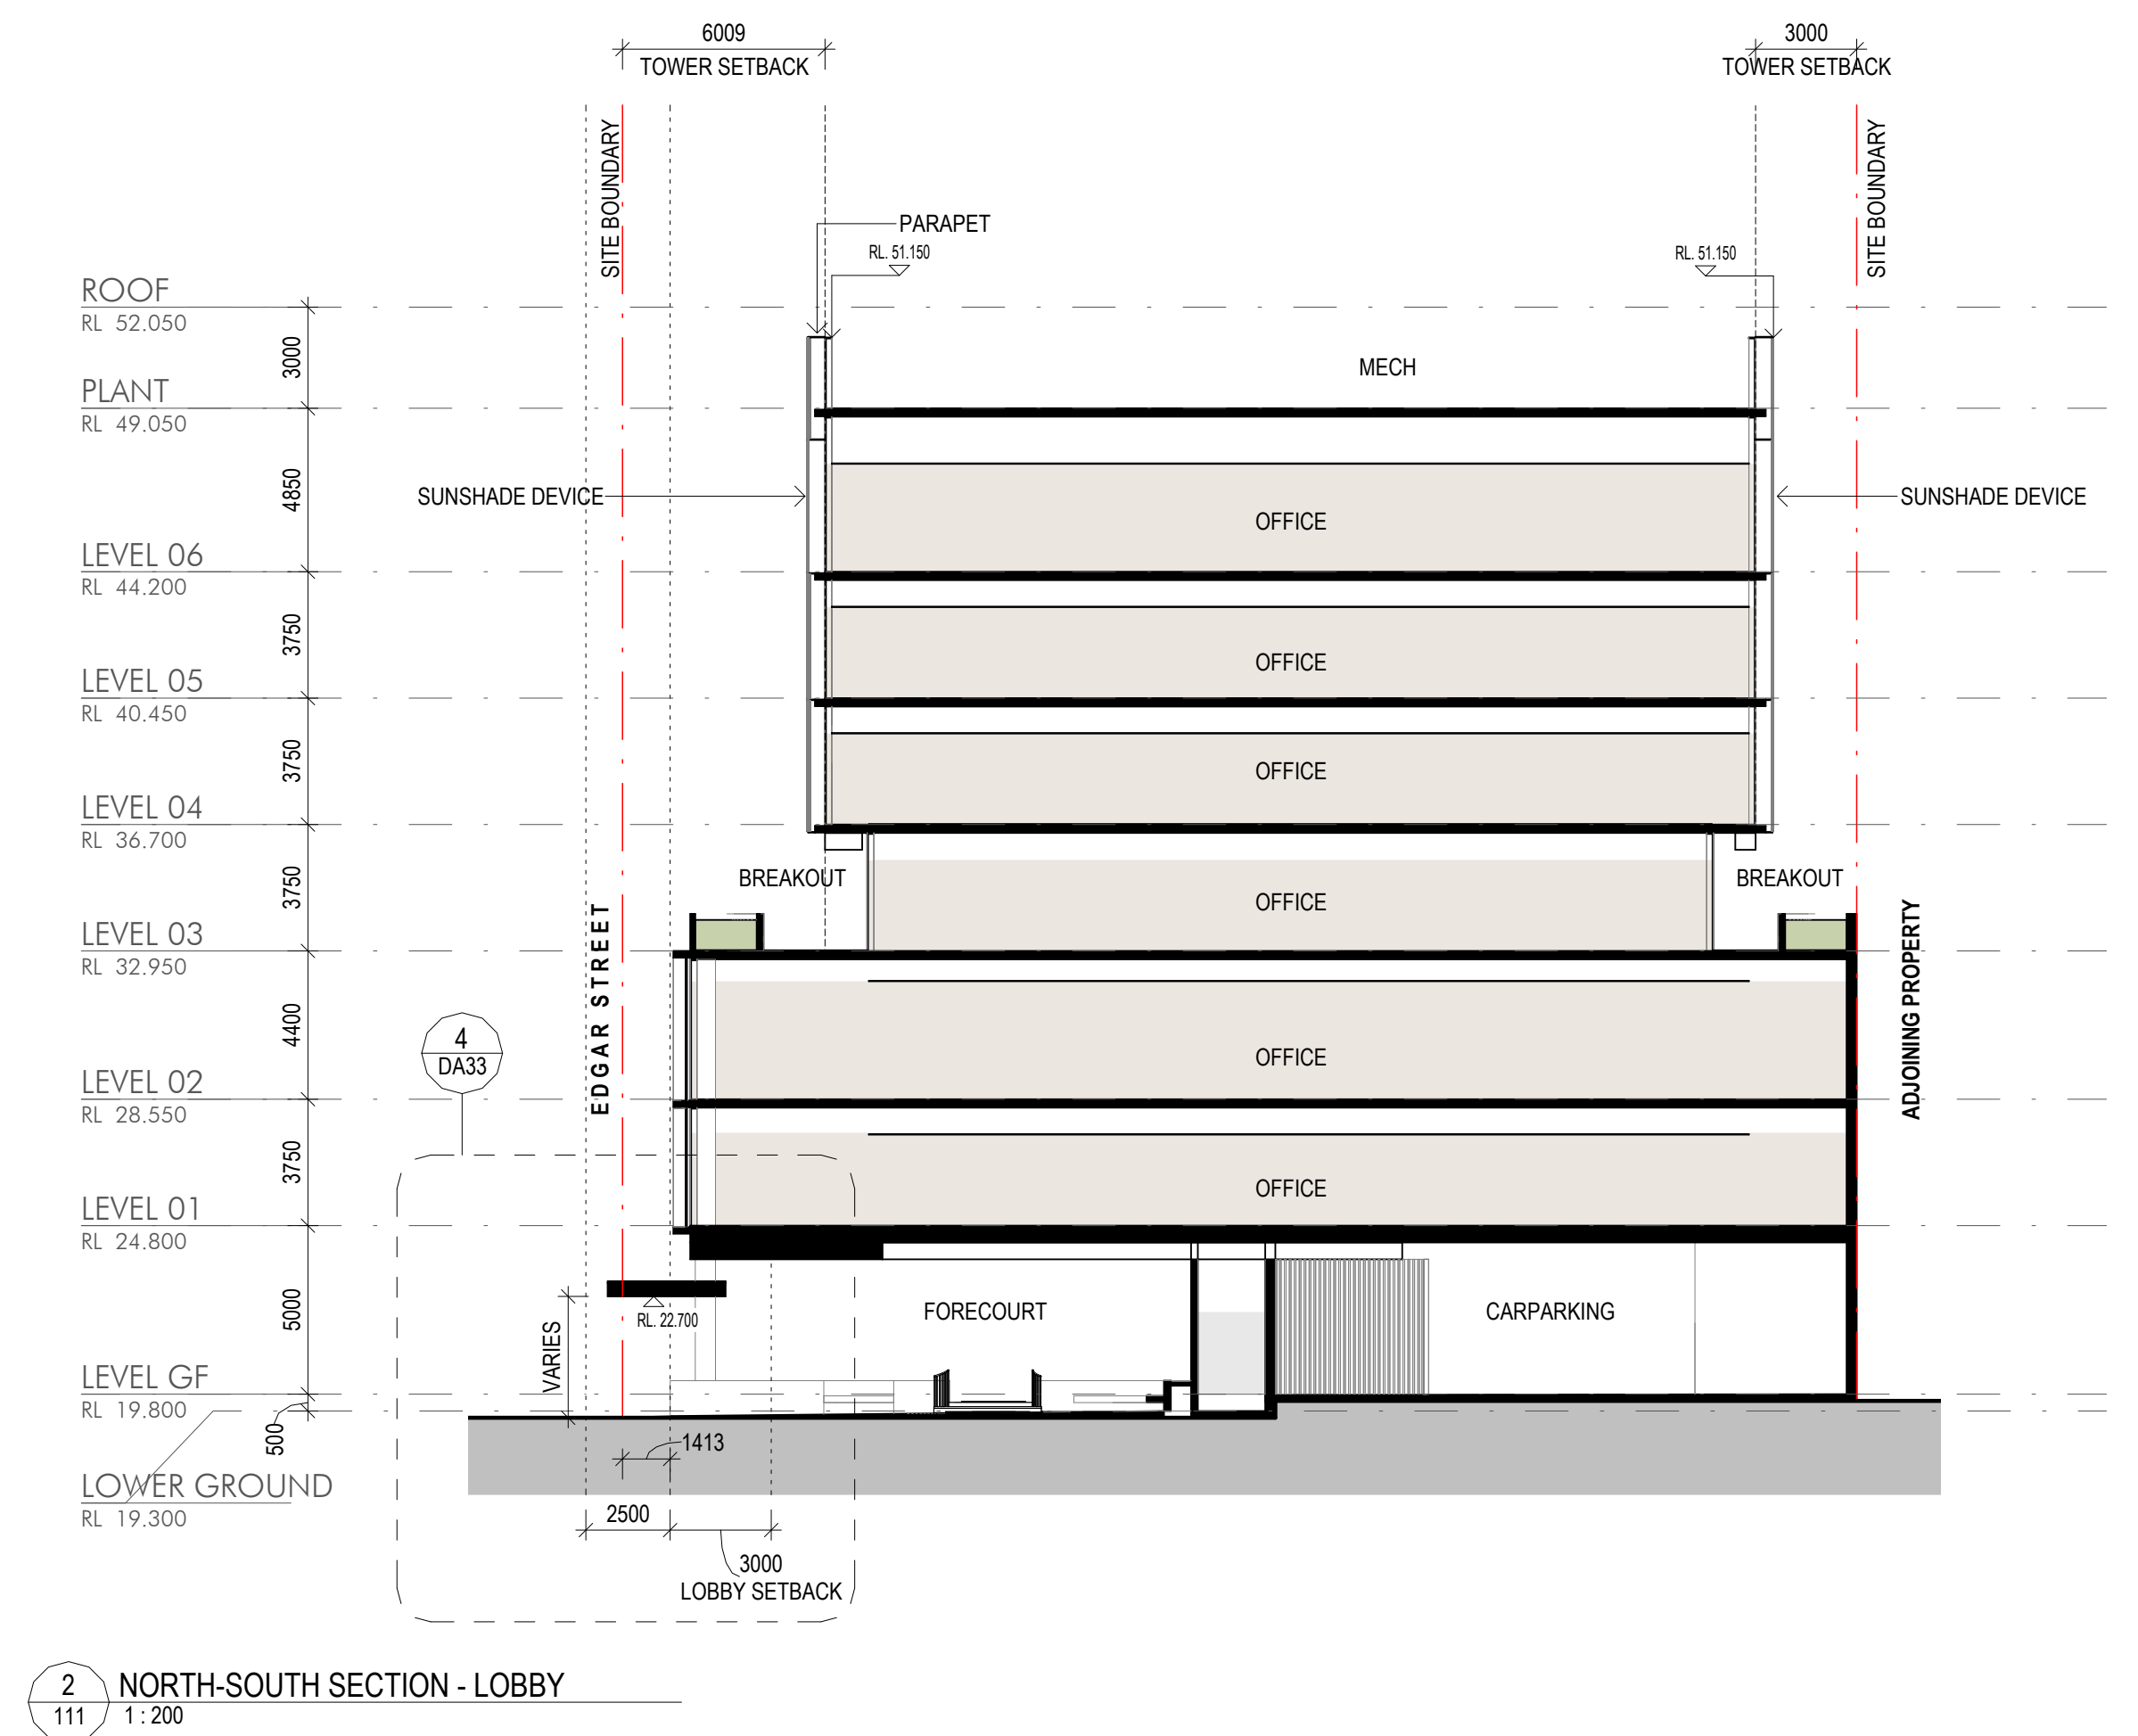 6009
TOWER SETBACK
3000
TOWER SETBACK
SITE BOUNDARY
SITE BOUNDARY
PARAPET
RL. 51.150
RL. 51.150
ROOF
RL 52.050
3000
MECH
PLANT
RL 49.050
4850
SUNSHADE DEVICE
SUNSHADE DEVICE
OFFICE
LEVEL 06
RL 44.200
3750
OFFICE
LEVEL 05
RL 40.450
3750
OFFICE
LEVEL 04
RL 36.700
3750
BREAKOUT
BREAKOUT
OFFICE
LEVEL 03
RL 32.950
EDGAR STREET
ADJOINING PROPERTY
4400
4
DA33
OFFICE
LEVEL 02
RL 28.550
3750
OFFICE
LEVEL 01
RL 24.800
5000
FORECOURT
CARPARKING
RL. 22.700
VARIES
LEVEL GF
RL 19.800
500
1413
LOWER GROUND
RL 19.300
2500
3000
LOBBY SETBACK
2
111
NORTH-SOUTH SECTION - LOBBY
1 : 200